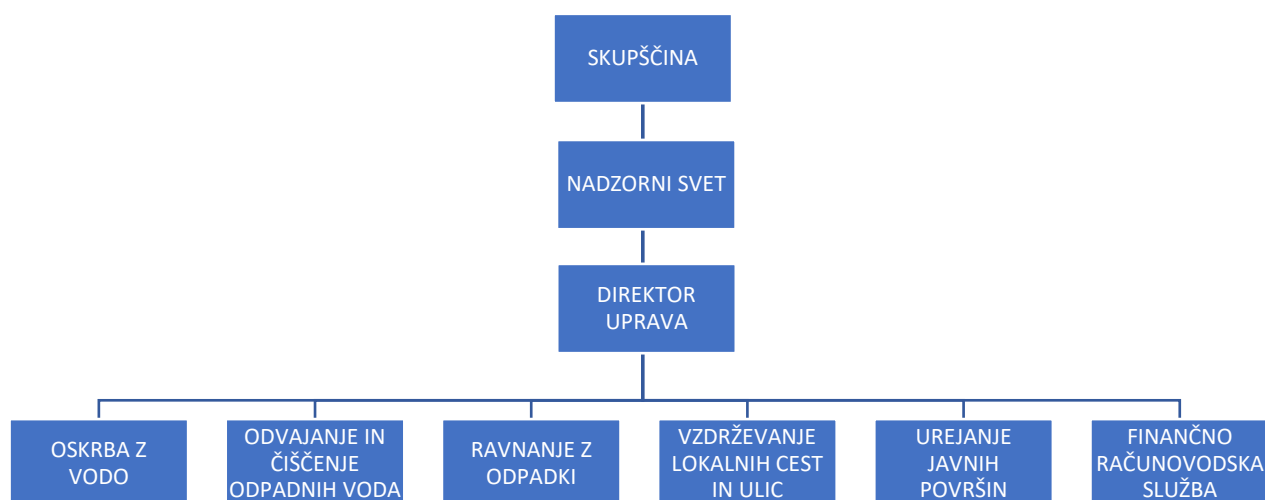 SKUPŠČINA
NADZORNI SVET
DIREKTOR
UPRAVA
OSKRBA Z
VODO
ODVAJANJE IN
ČIŠČENJE
ODPADNIH VODA
RAVNANJE Z
ODPADKI
VZDRŽEVANJE
LOKALNIH CEST
IN ULIC
UREJANJE
JAVNIH
POVRŠIN
FINANČNO
RAČUNOVODSKA
SLUŽBA